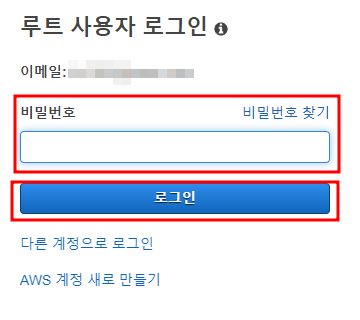 루트 사용자 로그인
이메일:
비밀번호 비밀번호 찾기
로그인
다른 계정으로 로그인
AWS 계정 새로 만들기